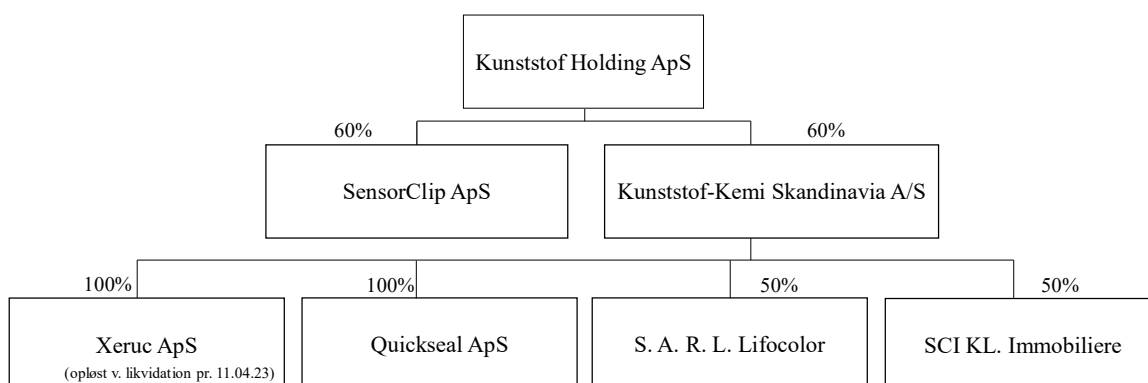 Kunststof Holding ApS
60%
60%
SensorClip ApS
Kunststof-Kemi Skandinavia A/S
100%
100%
50%
50%
Xeruc ApS
(opløst v. likvidation pr. 11.04.23)
Quickseal ApS
S. A. R. L. Lifocolor
SCI KL. Immobiliere